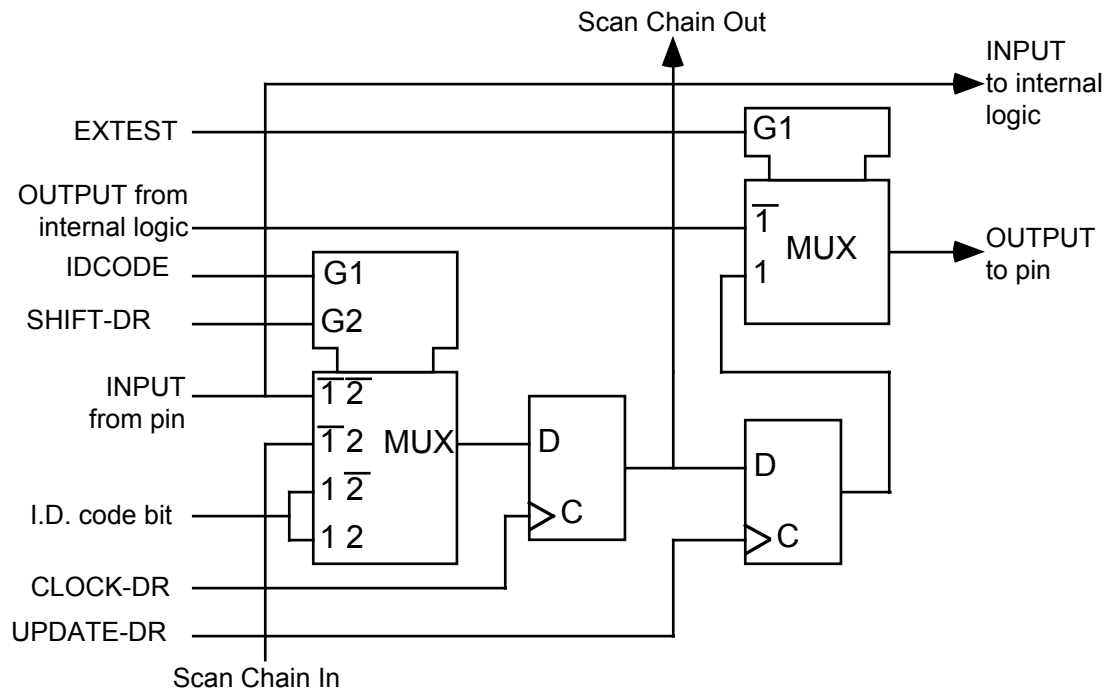 Scan Chain Out
INPUT
to internal
logic
EXTEST
G1
OUTPUT from
internal logic
1̅
MUX
OUTPUT
to pin
1
IDCODE
G1
SHIFT-DR
G2
INPUT
from pin
1̅ 2̅
1̅ 2
MUX
D
D
1 2̅
I.D. code bit
1 2
C
C
CLOCK-DR
UPDATE-DR
Scan Chain In